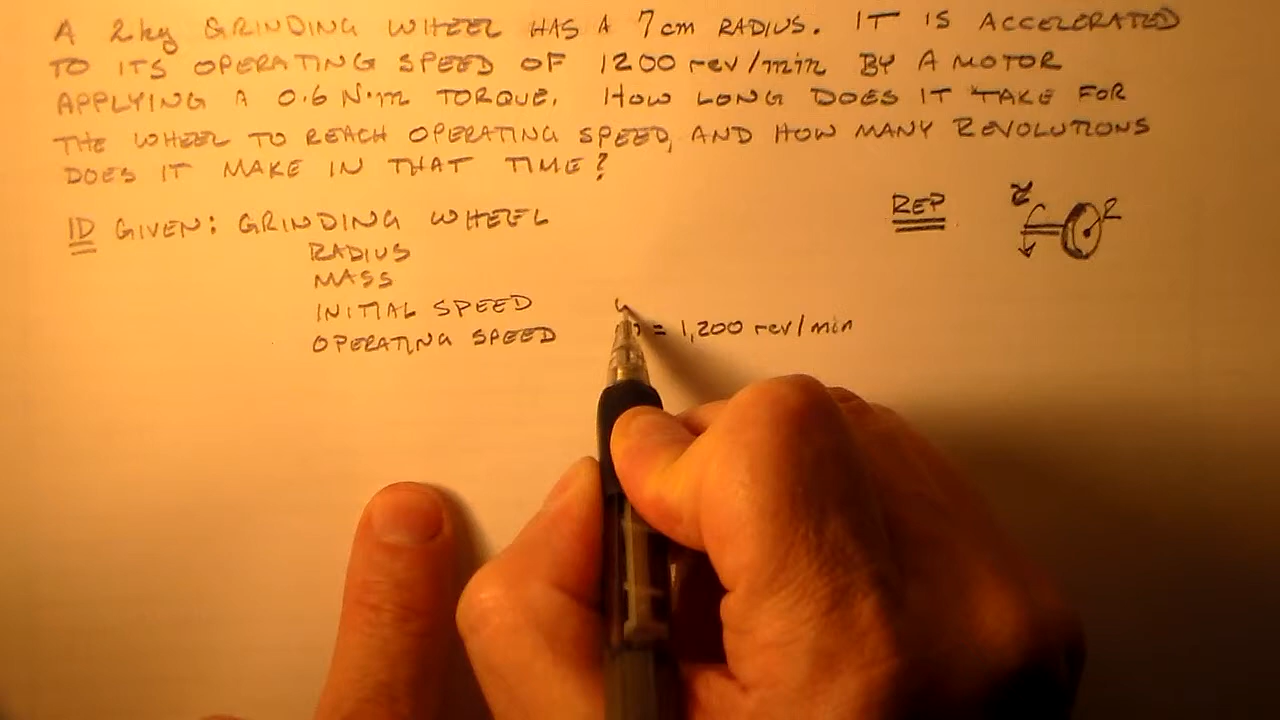 A 2kg GRINDING WHEEL HAS A 7cm RADIUS. IT IS ACCELERATED
TO ITS OPERATING SPEED OF 1200 rev/min BY A MOTOR
APPLYING A 0.6 N·m TORQUE. HOW LONG DOES IT TAKE FOR
THE WHEEL TO REACH OPERATING SPEED, AND HOW MANY REVOLUTIONS
DOES IT MAKE IN THAT TIME?
REP
τ
R
ID GIVEN: GRINDING WHEEL
RADIUS
MASS
INITIAL SPEED
OPERATING SPEED = 1,200 rev/min